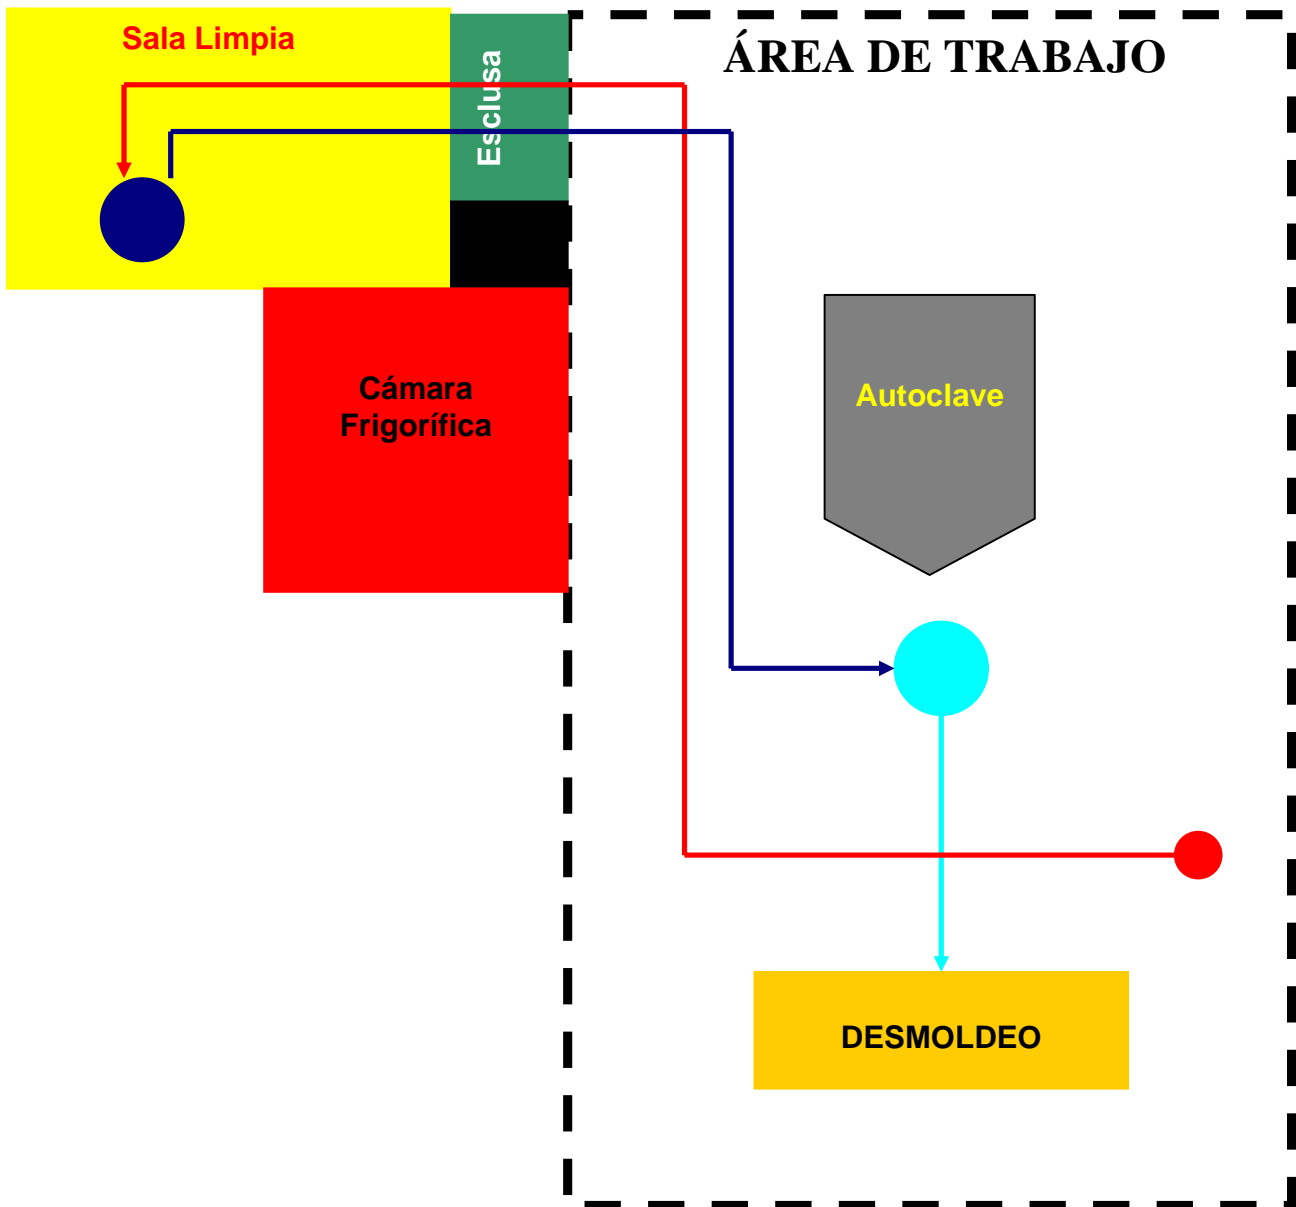 Sala Limpia
Esclusa
ÁREA DE TRABAJO
Cámara
Frigorífica
Autoclave
DESMOLDEO